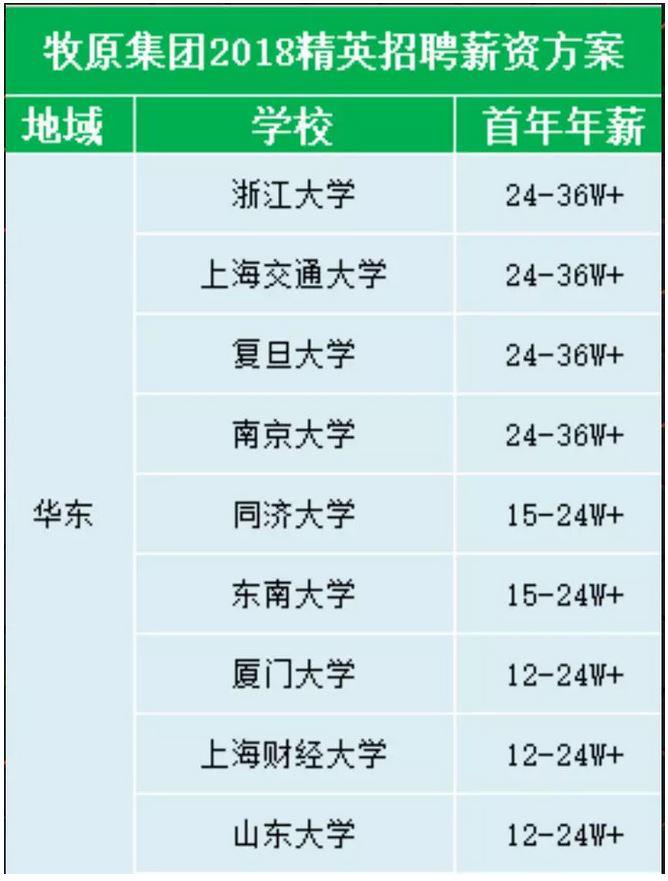 牧原集团2018精英招聘薪资方案
地域 学校 首年年薪
浙江大学 24-36W+
上海交通大学 24-36W+
复旦大学 24-36W+
南京大学 24-36W+
华东 同济大学 15-24W+
东南大学 15-24W+
厦门大学 12-24W+
上海财经大学 12-24W+
山东大学 12-24W+